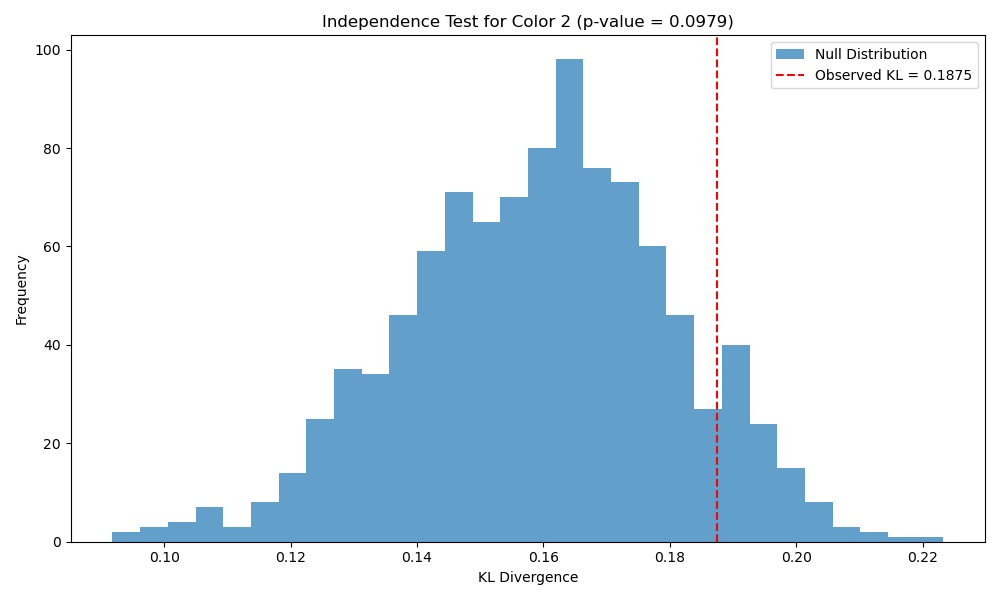 Independence Test for Color 2 (p-value = 0.0979)
Null Distribution
Observed KL = 0.1875
Frequency
100
80
60
40
20
0
0.10 0.12 0.14 0.16 0.18 0.20 0.22
KL Divergence